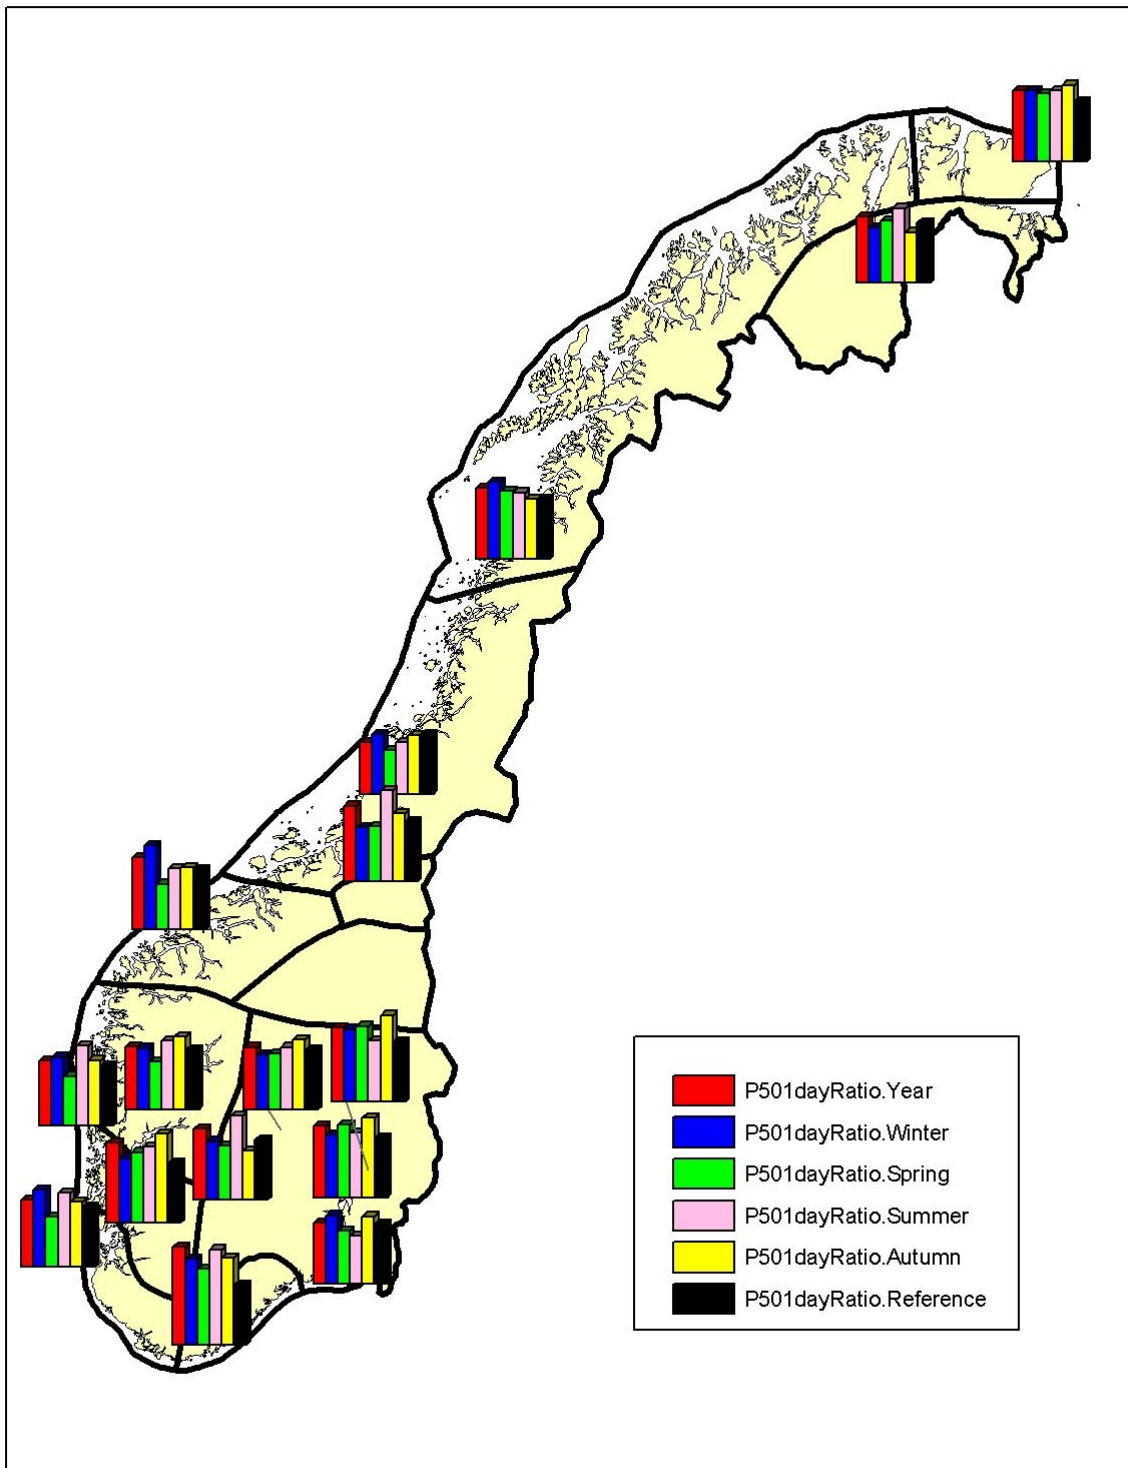 P501dayRatio.Year
P501dayRatio.Winter
P501dayRatio.Spring
P501dayRatio.Summer
P501dayRatio.Autumn
P501dayRatio.Reference